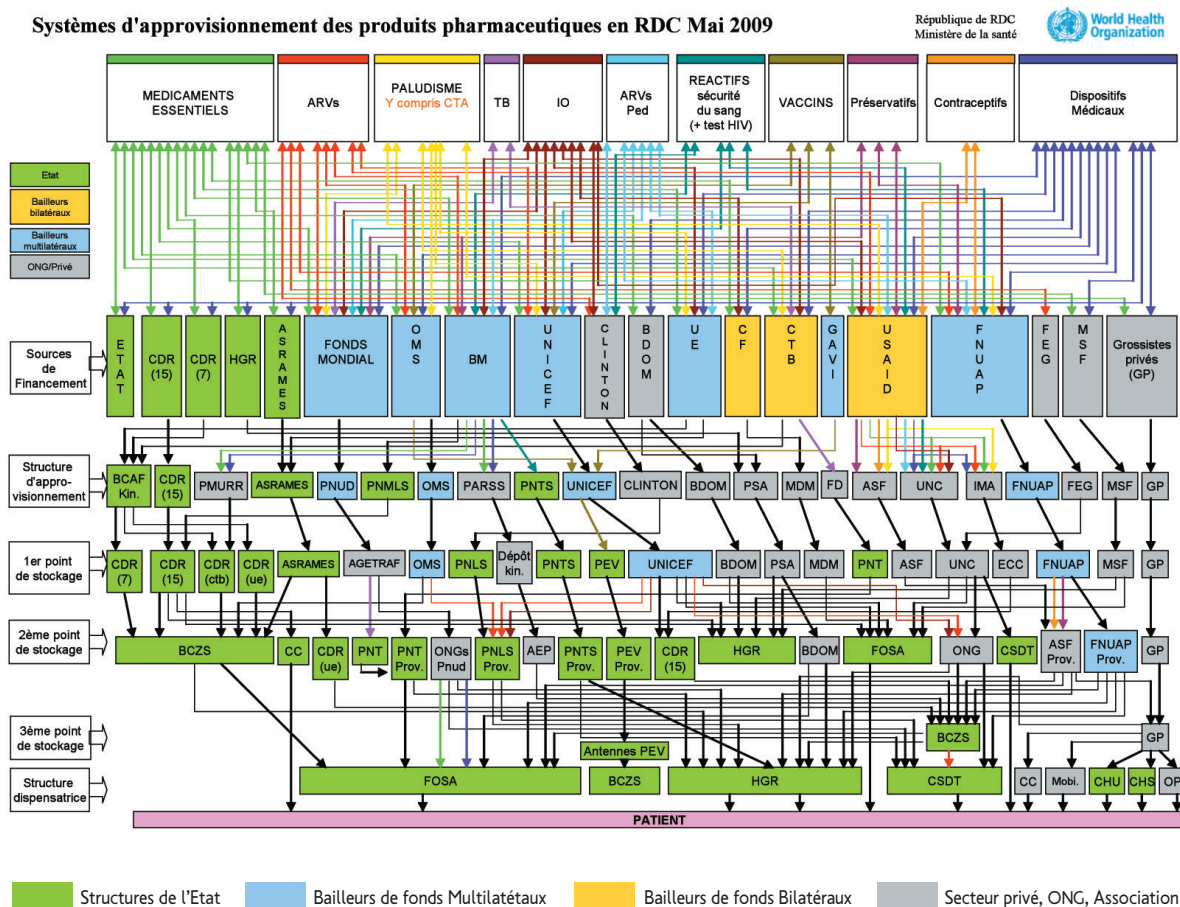 Systèmes d'approvisionnement des produits pharmaceutiques en RDC Mai 2009
République de RDC
Ministère de la santé
World Health
Organization
MEDICAMENTS
ESSENTIELS
ARVs
PALUDISME
Y compris CTA
TB
IO
ARVs
Ped
REACTIFS
sécurité
du sang
(+ test HIV)
VACCINS
Préservatifs
Contraceptifs
Dispositifs
Médicaux
Etat
Bailleurs
bilatéraux
Bailleurs
multilatéraux
ONG/Privé
Sources
de
Financement
ETAT
CDR
(15)
CDR
(7)
HGR
ASRAMES
FONDS
MONDIAL
OMS
BM
UNICEF
CLINTON
BDOM
UE
CF
CTB
GAVI
USAID
FNUAP
FEG
MSF
Grossistes
privés
(GP)
Structure
d'appro-
visionnement
BCAF
Kin.
CDR
(15)
PMURR
ASRAMES
PNUD
PNMLS
OMS
PARSS
PNTS
UNICEF
CLINTON
BDOM
PSA
MDM
FD
ASF
UNC
IMA
FNUAP
FEG
MSF
GP
1er point
de stockage
CDR
(7)
CDR
(15)
CDR
(ctb)
CDR
(ue)
ASRAMES
AGETRAF
OMS
PNLS
Dépôt
kin.
PNTS
PEV
UNICEF
BDOM
PSA
MDM
PNT
ASF
UNC
ECC
FNUAP
MSF
GP
2ème point
de stockage
BCZS
CC
CDR
(ue)
PNT
PNT
Prov.
ONGs
Pnud
PNLS
Prov.
AEP
PNTS
Prov.
PEV
Prov.
CDR
(15)
HGR
BDOM
FOSA
ONG
CSDT
ASF
Prov.
FNUAP
Prov.
GP
3ème point
de stockage
Antennes PEV
BCZS
GP
Structure
dispensatrice
FOSA
BCZS
HGR
CSDT
CC
Mobi.
CHU
CHS
OP
PATIENT
Structures de l'Etat
Bailleurs de fonds Multilatétaux
Bailleurs de fonds Bilatéraux
Secteur privé, ONG, Association